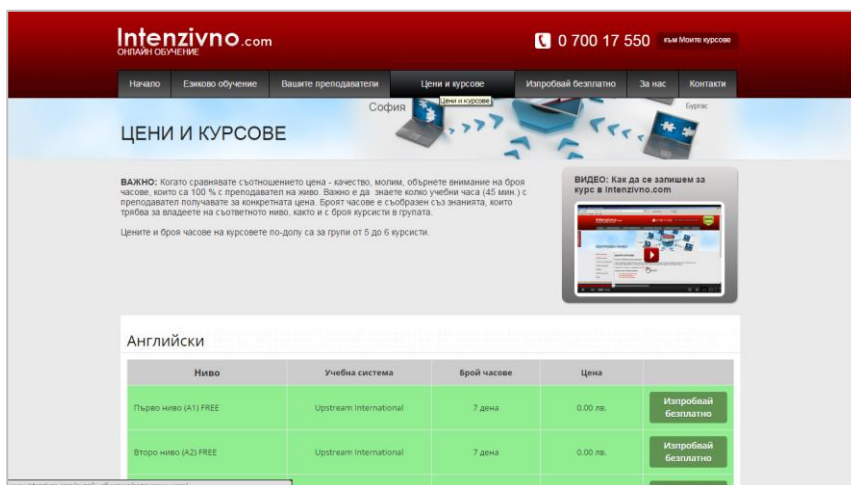 Intenzivno.com
ОНЛАЙН ОБУЧЕНИЕ
0 700 17 550
към Моите курсове
Начало Езиково обучение Вашите преподаватели Цени и курсове Изпробвай безплатно За нас Контакти
Цени и курсове
София
Бургас
ЦЕНИ И КУРСОВЕ
ВАЖНО: Когато сравнявате съотношението цена - качество, молим, обърнете внимание на броя
часове, които са 100 % с преподавател на живо. Важно е да знаете колко учебни часа (45 мин.) с
преподавател получавате за конкретната цена. Броят часове е съобразен със знанията, които
трябва за владеете на съответното ниво, както и с броя курсисти в групата.
Цените и броя часове на курсовете по-долу са за групи от 5 до 6 курсисти.
ВИДЕО: Как да се запишем за
курс в Intenzivno.com
Английски
Ниво Учебна система Брой часове Цена
Първо ниво (A1) FREE Upstream International 7 дена 0.00 лв. Изпробвай
безплатно
Второ ниво (A2) FREE Upstream International 7 дена 0.00 лв. Изпробвай
безплатно